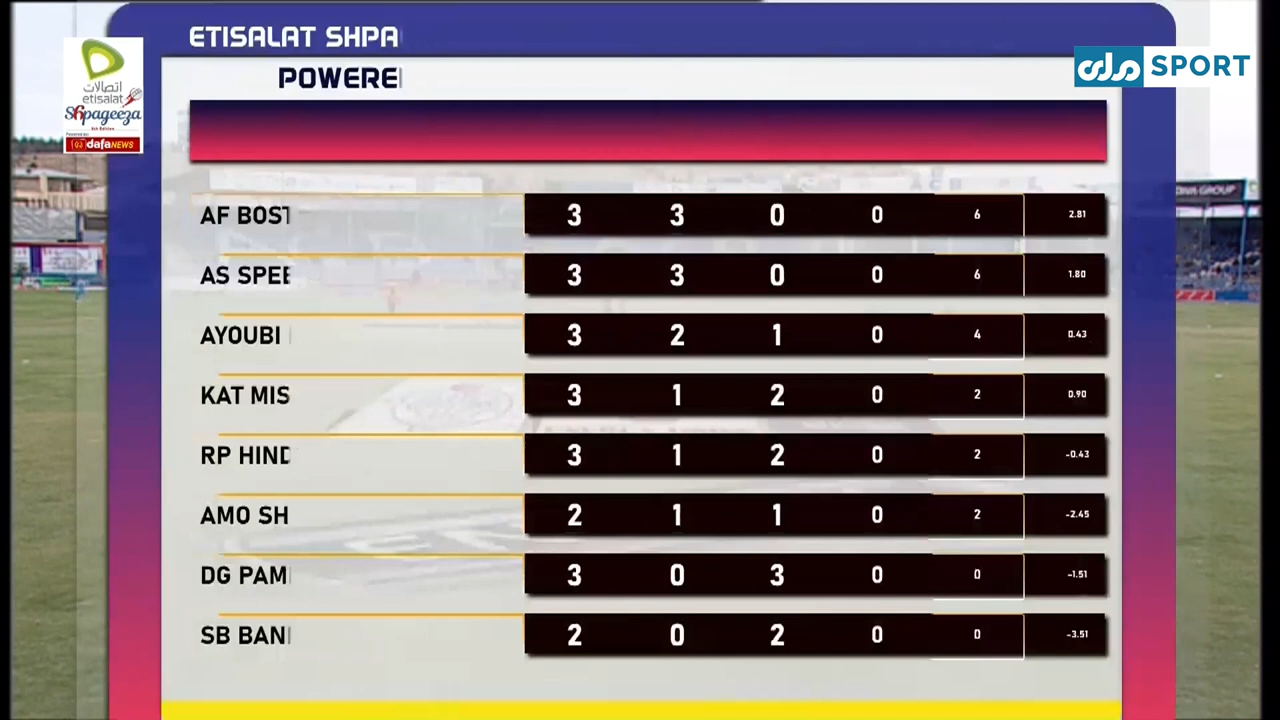 ETISALAT SHPA
POWERE
اتصالات
etisalat
Shpageeza
dafaNEWS
SPORT
AF BOST 3 3 0 0 6 2.81
AS SPEE 3 3 0 0 6 1.80
AYOUBI 3 2 1 0 4 0.43
KAT MIS 3 1 2 0 2 0.90
RP HIND 3 1 2 0 2 -0.43
AMO SH 2 1 1 0 2 -2.45
DG PAM 3 0 3 0 0 -1.51
SB BAN 2 0 2 0 0 -3.51
GROUP